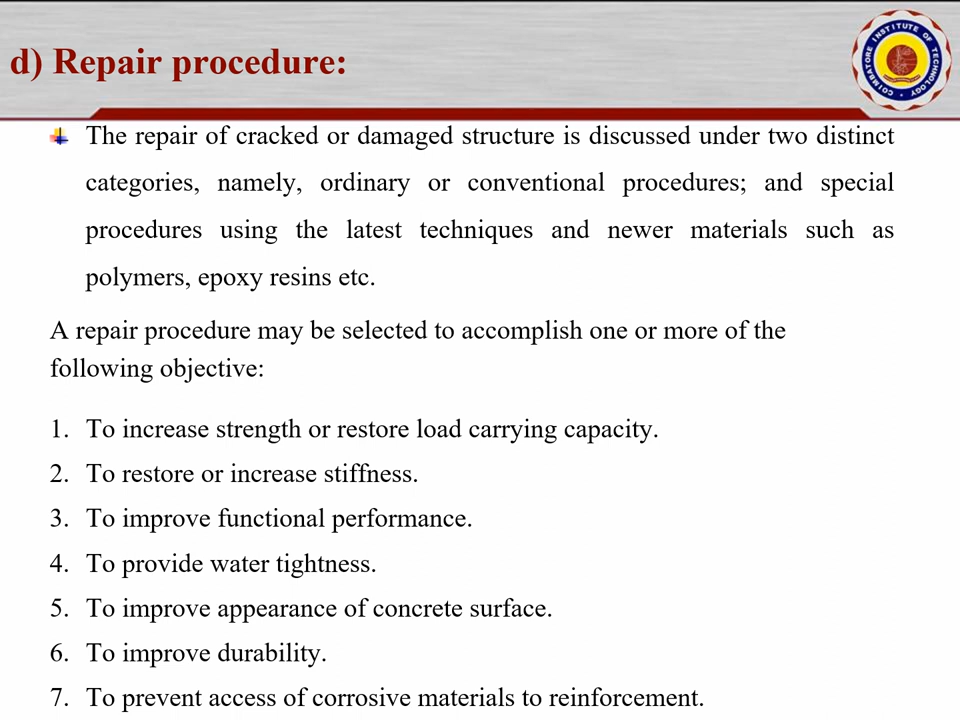 d) Repair procedure:
COIMBATORE INSTITUTE OF TECHNOLOGY
The repair of cracked or damaged structure is discussed under two distinct
categories, namely, ordinary or conventional procedures; and special
procedures using the latest techniques and newer materials such as
polymers, epoxy resins etc.
A repair procedure may be selected to accomplish one or more of the
following objective:
1. To increase strength or restore load carrying capacity.
2. To restore or increase stiffness.
3. To improve functional performance.
4. To provide water tightness.
5. To improve appearance of concrete surface.
6. To improve durability.
7. To prevent access of corrosive materials to reinforcement.